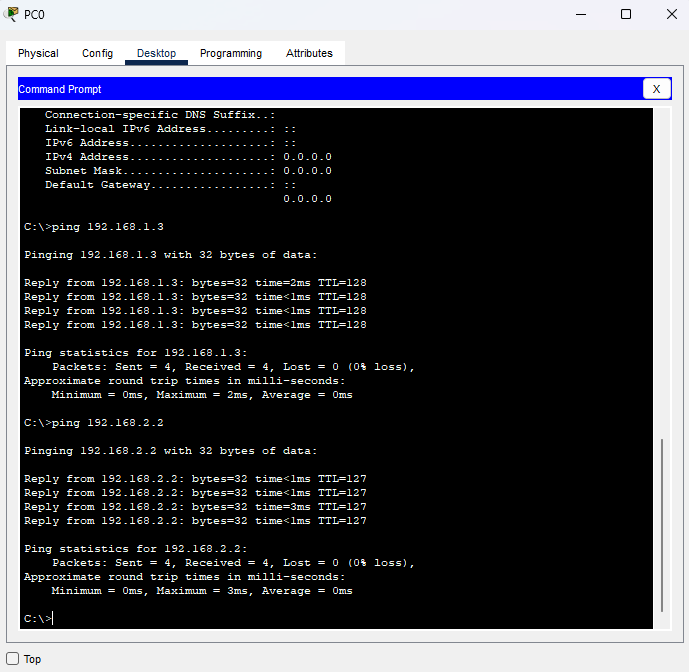 PC0
Physical Config Desktop Programming Attributes
Command Prompt
X
Connection-specific DNS Suffix..:
Link-local IPv6 Address.........: ::
IPv6 Address....................: ::
IPv4 Address....................: 0.0.0.0
Subnet Mask.....................: 0.0.0.0
Default Gateway.................: ::
0.0.0.0
C:\>ping 192.168.1.3
Pinging 192.168.1.3 with 32 bytes of data:
Reply from 192.168.1.3: bytes=32 time=2ms TTL=128
Reply from 192.168.1.3: bytes=32 time<1ms TTL=128
Reply from 192.168.1.3: bytes=32 time<1ms TTL=128
Reply from 192.168.1.3: bytes=32 time<1ms TTL=128
Ping statistics for 192.168.1.3:
Packets: Sent = 4, Received = 4, Lost = 0 (0% loss),
Approximate round trip times in milli-seconds:
Minimum = 0ms, Maximum = 2ms, Average = 0ms
C:\>ping 192.168.2.2
Pinging 192.168.2.2 with 32 bytes of data:
Reply from 192.168.2.2: bytes=32 time<1ms TTL=127
Reply from 192.168.2.2: bytes=32 time<1ms TTL=127
Reply from 192.168.2.2: bytes=32 time=3ms TTL=127
Reply from 192.168.2.2: bytes=32 time<1ms TTL=127
Ping statistics for 192.168.2.2:
Packets: Sent = 4, Received = 4, Lost = 0 (0% loss),
Approximate round trip times in milli-seconds:
Minimum = 0ms, Maximum = 3ms, Average = 0ms
C:\>
Top